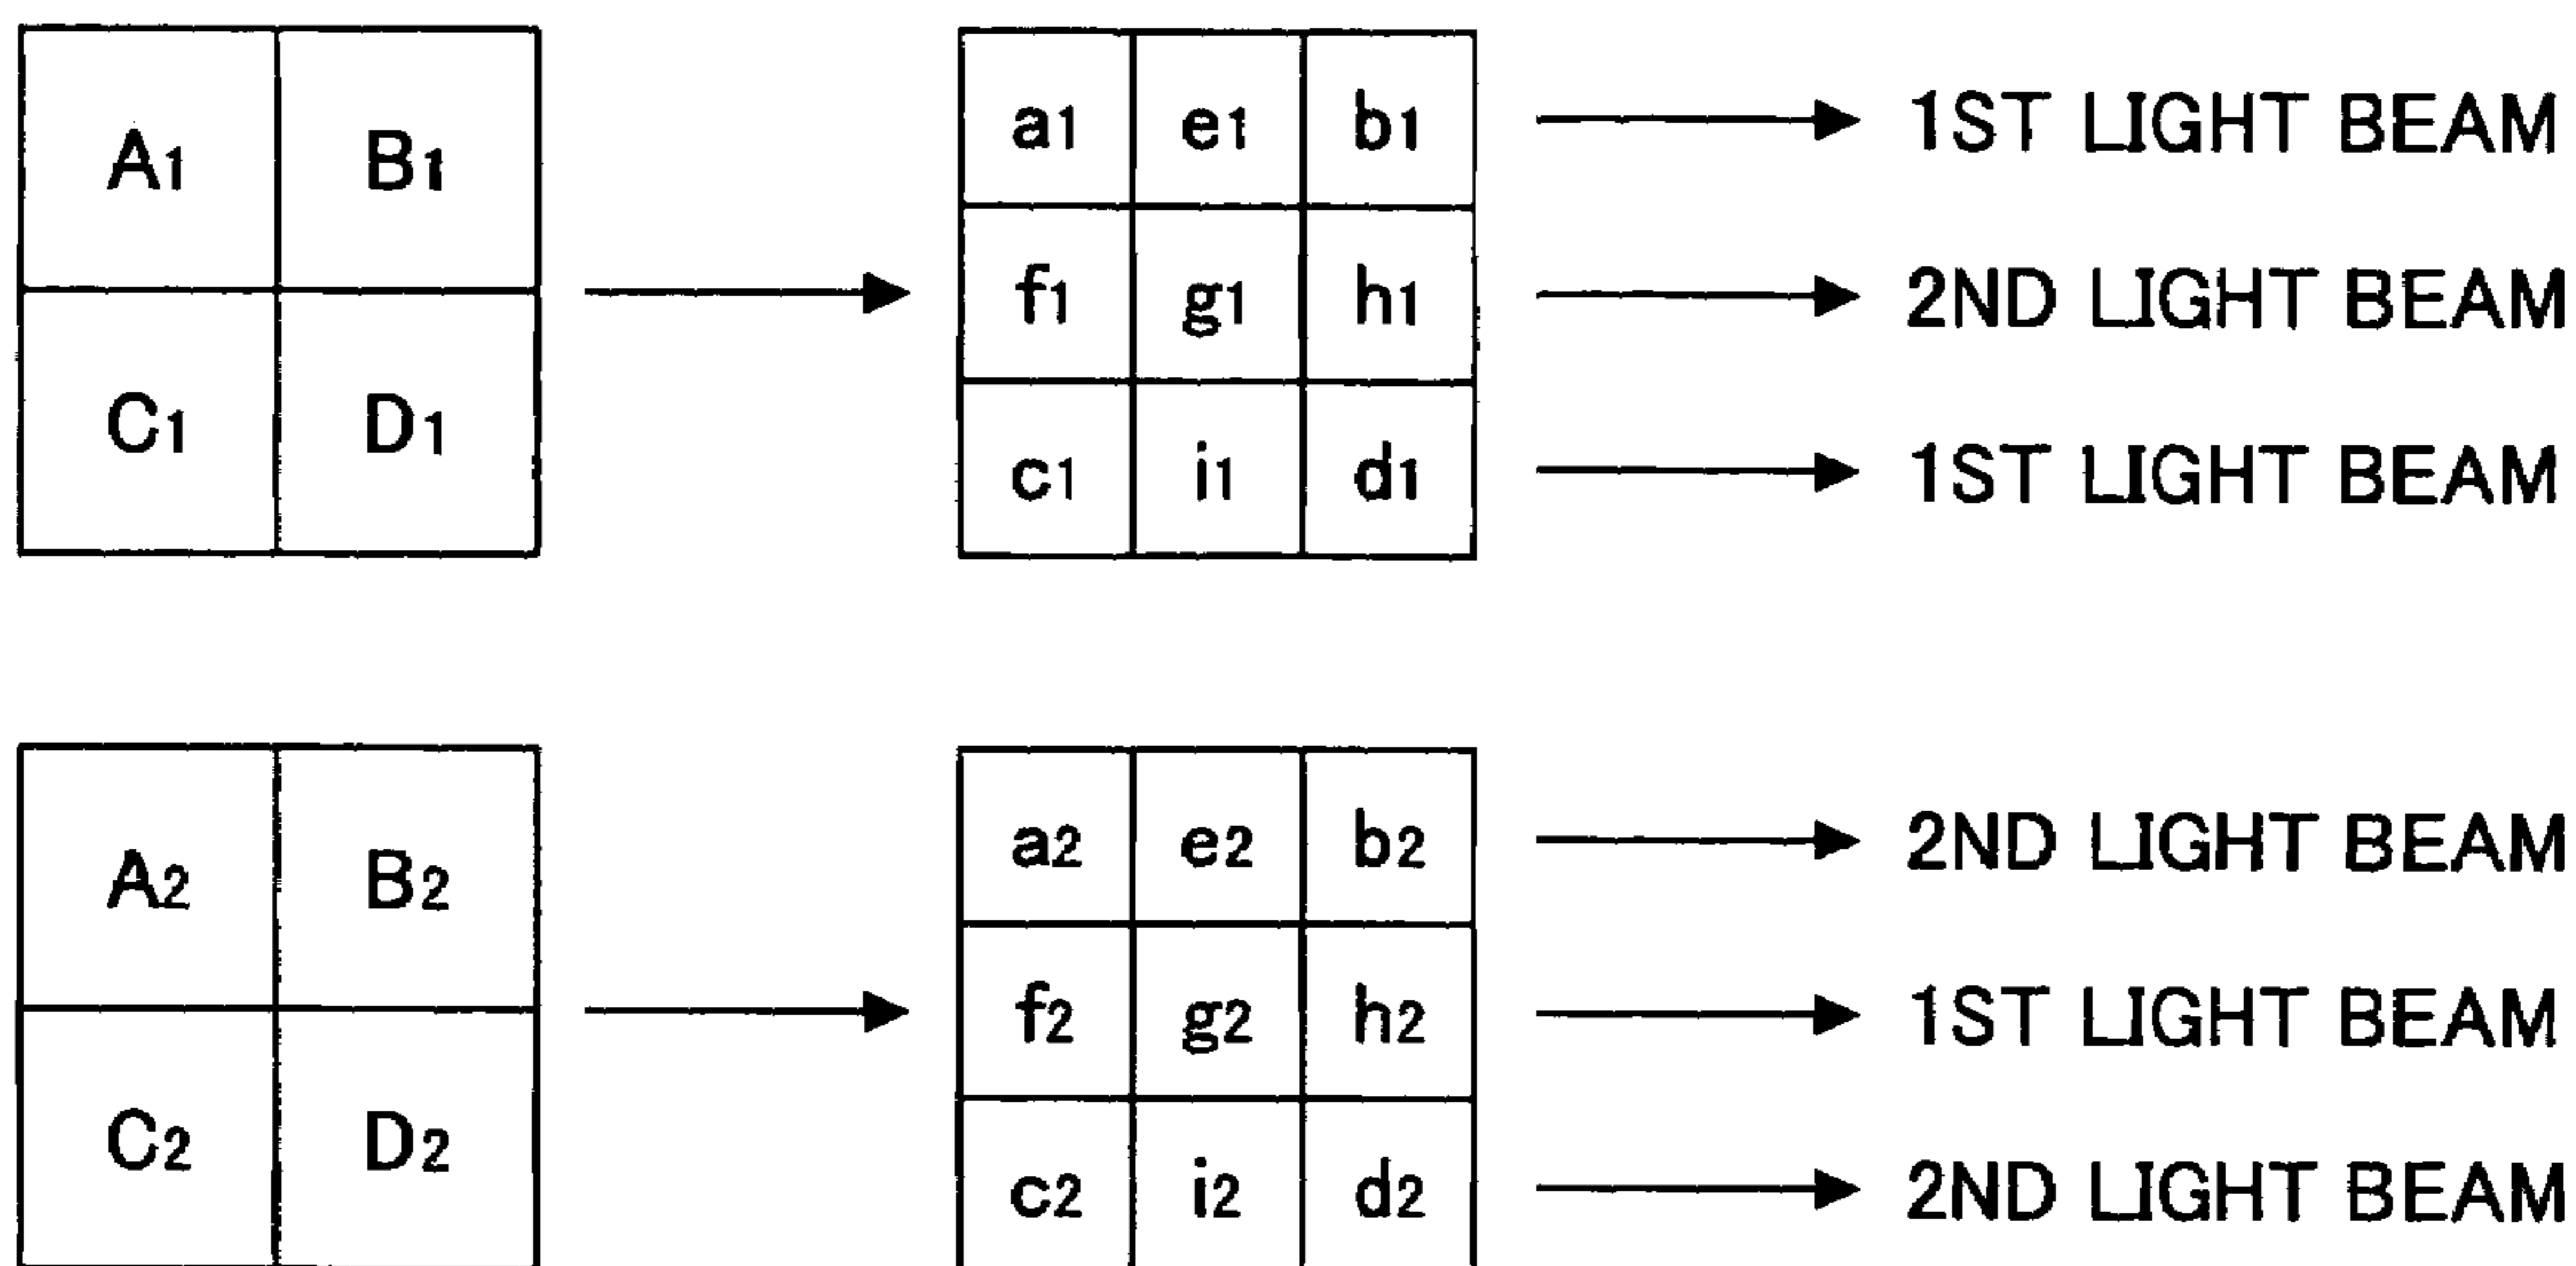 A1 B1
C1 D1
a1 e1 b1 1ST LIGHT BEAM
f1 g1 h1 2ND LIGHT BEAM
c1 i1 d1 1ST LIGHT BEAM
A2 B2
C2 D2
a2 e2 b2 2ND LIGHT BEAM
f2 g2 h2 1ST LIGHT BEAM
c2 i2 d2 2ND LIGHT BEAM